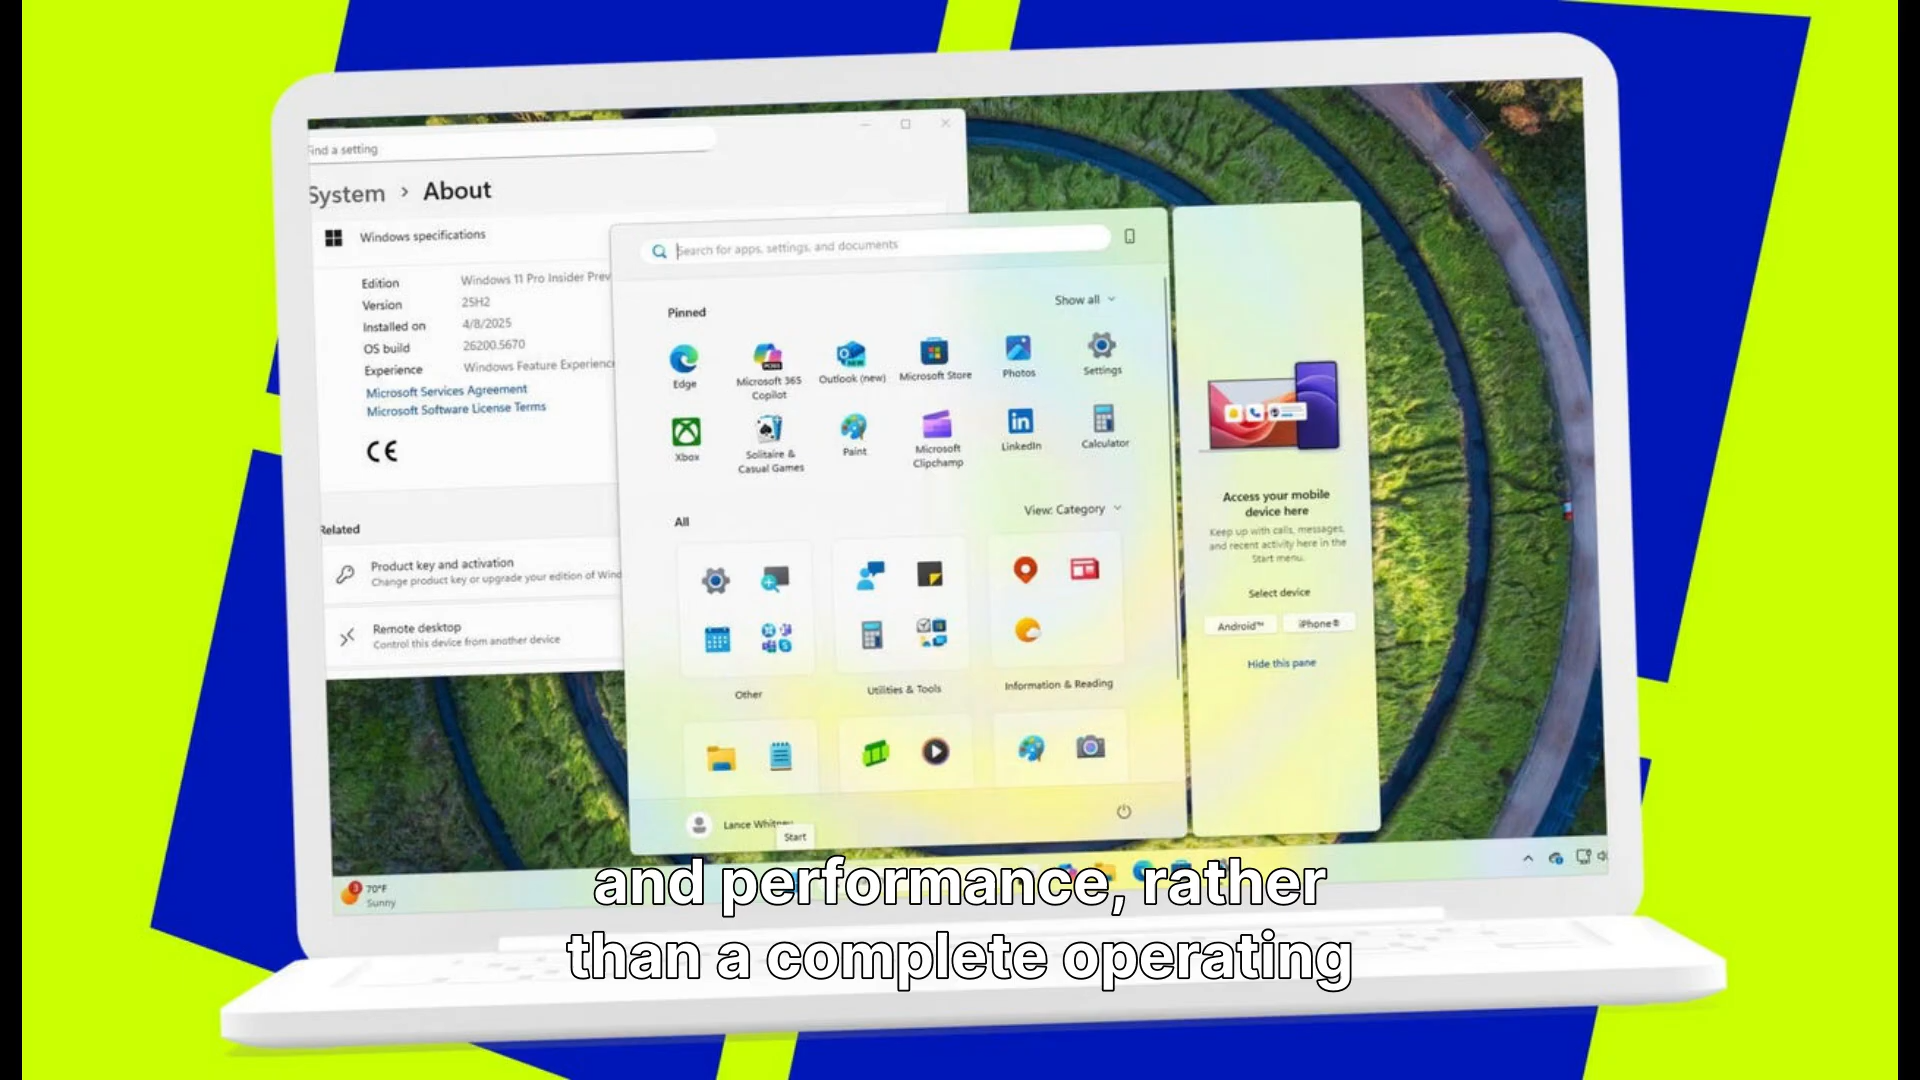 Find a setting
System > About
Windows specifications
Edition Windows 11 Pro Insider Prev
Version 25H2
Installed on 4/8/2025
OS build 26200.5670
Experience Windows Feature Experience
Microsoft Services Agreement
Microsoft Software License Terms
CE
Related
Product key and activation
Change product key or upgrade your edition of Wind
Remote desktop
Control this device from another device
Search for apps, settings, and documents
Pinned
Show all
Edge
Microsoft 365
Copilot
Outlook (new)
Microsoft Store
Photos
Settings
Xbox
Solitaire &
Casual Games
Paint
Microsoft
Clipchamp
LinkedIn
Calculator
All
View: Category
Other
Utilities & Tools
Information & Reading
Lance Whitney
Start
Access your mobile
device here
Keep up with calls, messages,
and recent activity here in the
Start menu.
Select device
Android™ iPhone®
Hide this pane
3
70°F
Sunny
and performance, rather
than a complete operating